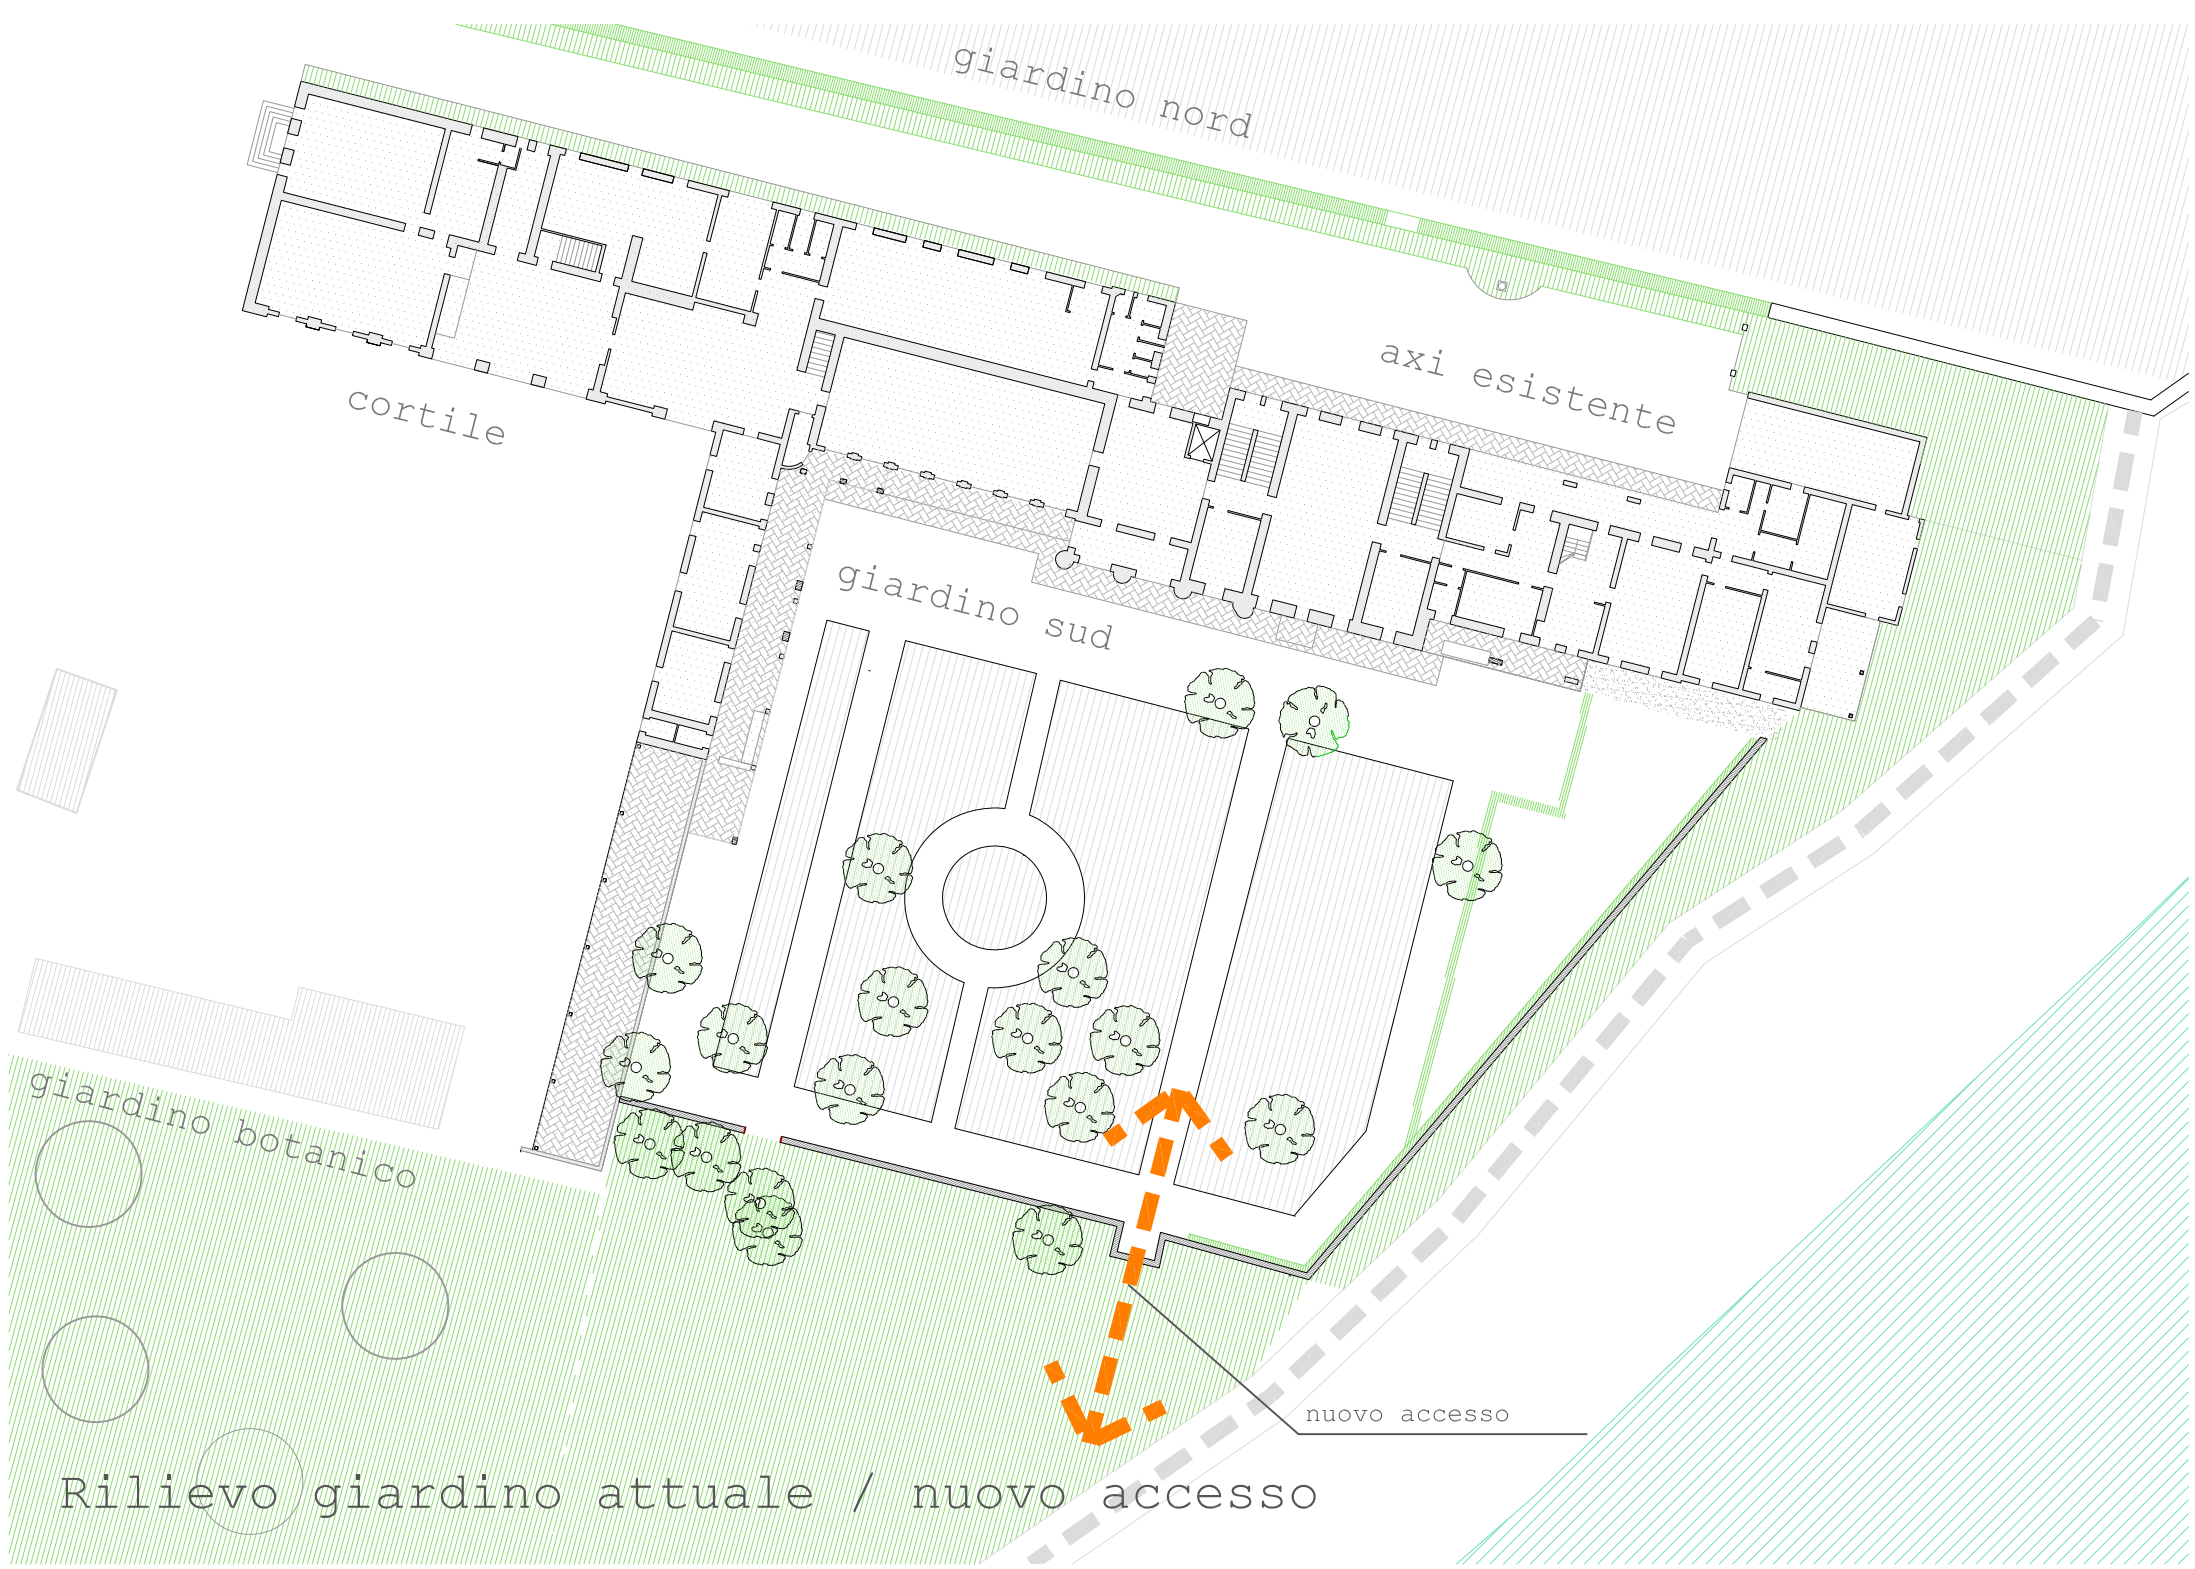 giardino nord
axi esistente
cortile
giardino sud
giardino botanico
nuovo accesso
Rilievo giardino attuale / nuovo accesso